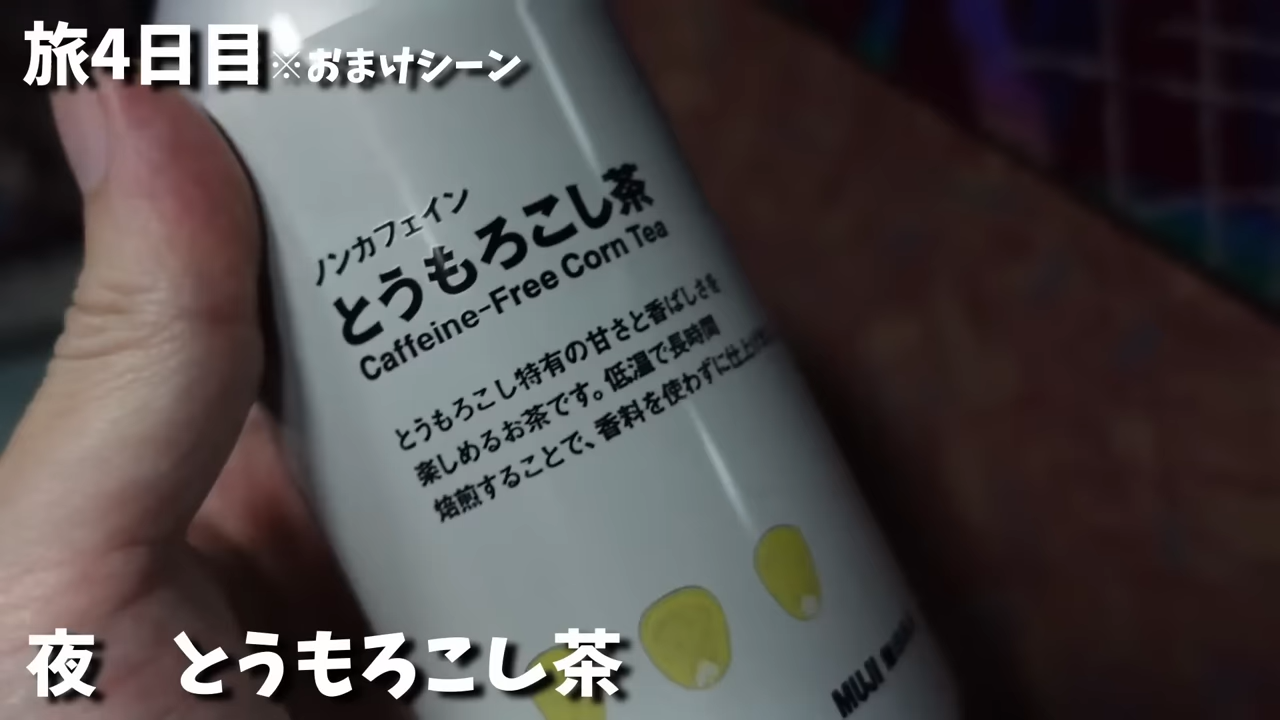 旅4日目※おまけシーン
ノンカフェイン
とうもろこし茶
Caffeine-Free Corn Tea
とうもろこし特有の甘さと香ばしさを
楽しめるお茶です。低温で長時間
焙煎することで、香料を使わずに仕上げ
MUJI
夜 とうもろこし茶